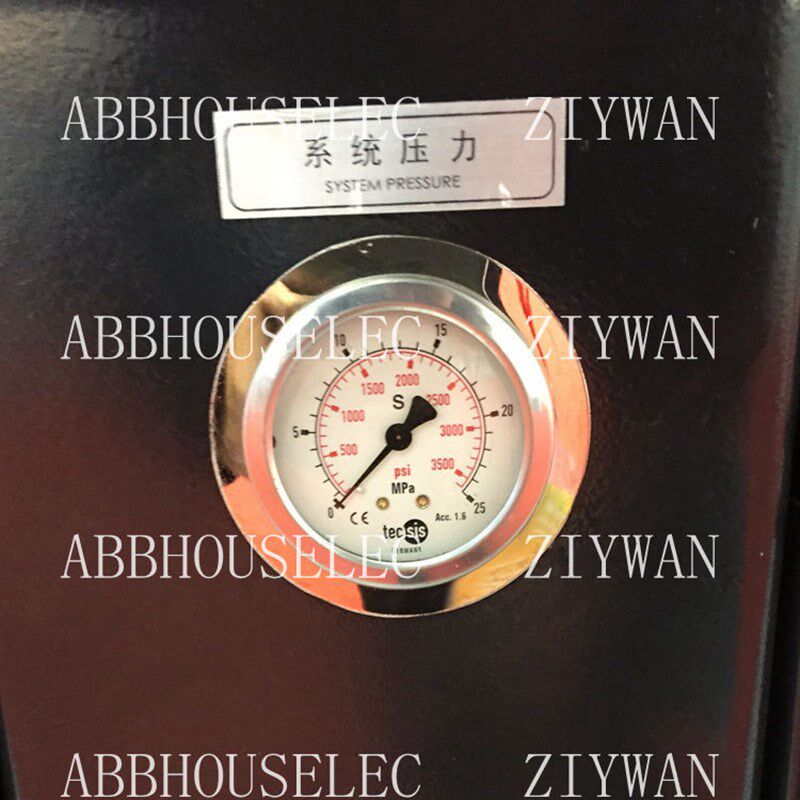 ABBHOUSELEC ZIYWAN
系统压力
SYSTEM PRESSURE
ABBHOUSELEC ZIYWAN
0 5 10 15 20 25
500 1000 1500 2000 2500 3000 3500
S
psi
MPa
CE Acc. 1.6
tecsis
GERMANY
ABBHOUSELEC ZIYWAN
ABBHOUSELEC ZIYWAN